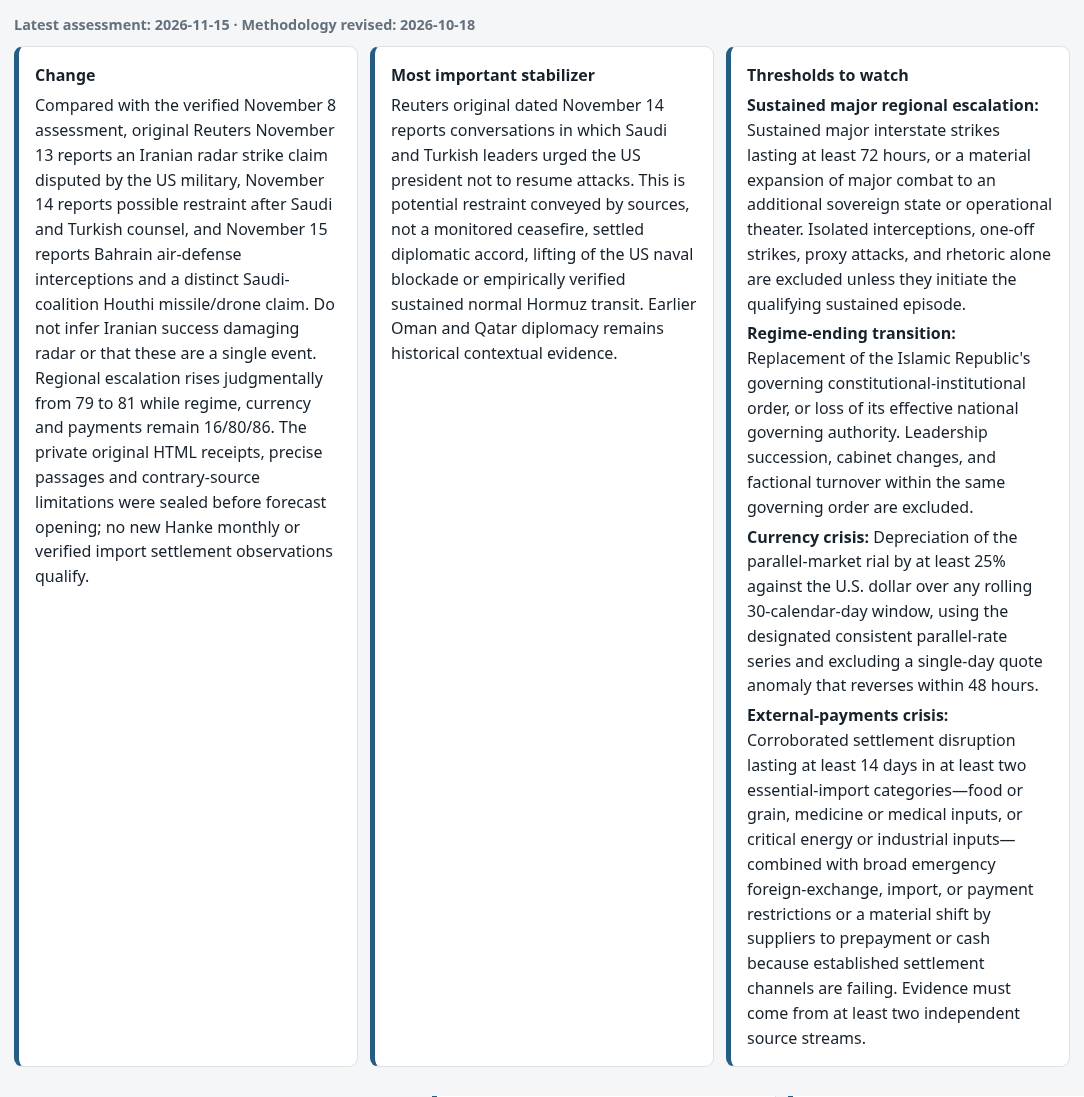 Latest assessment: 2026-11-15 · Methodology revised: 2026-10-18
Change
Compared with the verified November 8
assessment, original Reuters November
13 reports an Iranian radar strike claim
disputed by the US military, November
14 reports possible restraint after Saudi
and Turkish counsel, and November 15
reports Bahrain air-defense
interceptions and a distinct Saudi-
coalition Houthi missile/drone claim. Do
not infer Iranian success damaging
radar or that these are a single event.
Regional escalation rises judgmentally
from 79 to 81 while regime, currency
and payments remain 16/80/86. The
private original HTML receipts, precise
passages and contrary-source
limitations were sealed before forecast
opening; no new Hanke monthly or
verified import settlement observations
qualify.
Most important stabilizer
Reuters original dated November 14
reports conversations in which Saudi
and Turkish leaders urged the US
president not to resume attacks. This is
potential restraint conveyed by sources,
not a monitored ceasefire, settled
diplomatic accord, lifting of the US naval
blockade or empirically verified
sustained normal Hormuz transit. Earlier
Oman and Qatar diplomacy remains
historical contextual evidence.
Thresholds to watch
Sustained major regional escalation:
Sustained major interstate strikes
lasting at least 72 hours, or a material
expansion of major combat to an
additional sovereign state or operational
theater. Isolated interceptions, one-off
strikes, proxy attacks, and rhetoric alone
are excluded unless they initiate the
qualifying sustained episode.
Regime-ending transition:
Replacement of the Islamic Republic's
governing constitutional-institutional
order, or loss of its effective national
governing authority. Leadership
succession, cabinet changes, and
factional turnover within the same
governing order are excluded.
Currency crisis: Depreciation of the
parallel-market rial by at least 25%
against the U.S. dollar over any rolling
30-calendar-day window, using the
designated consistent parallel-rate
series and excluding a single-day quote
anomaly that reverses within 48 hours.
External-payments crisis:
Corroborated settlement disruption
lasting at least 14 days in at least two
essential-import categories—food or
grain, medicine or medical inputs, or
critical energy or industrial inputs—
combined with broad emergency
foreign-exchange, import, or payment
restrictions or a material shift by
suppliers to prepayment or cash
because established settlement
channels are failing. Evidence must
come from at least two independent
source streams.